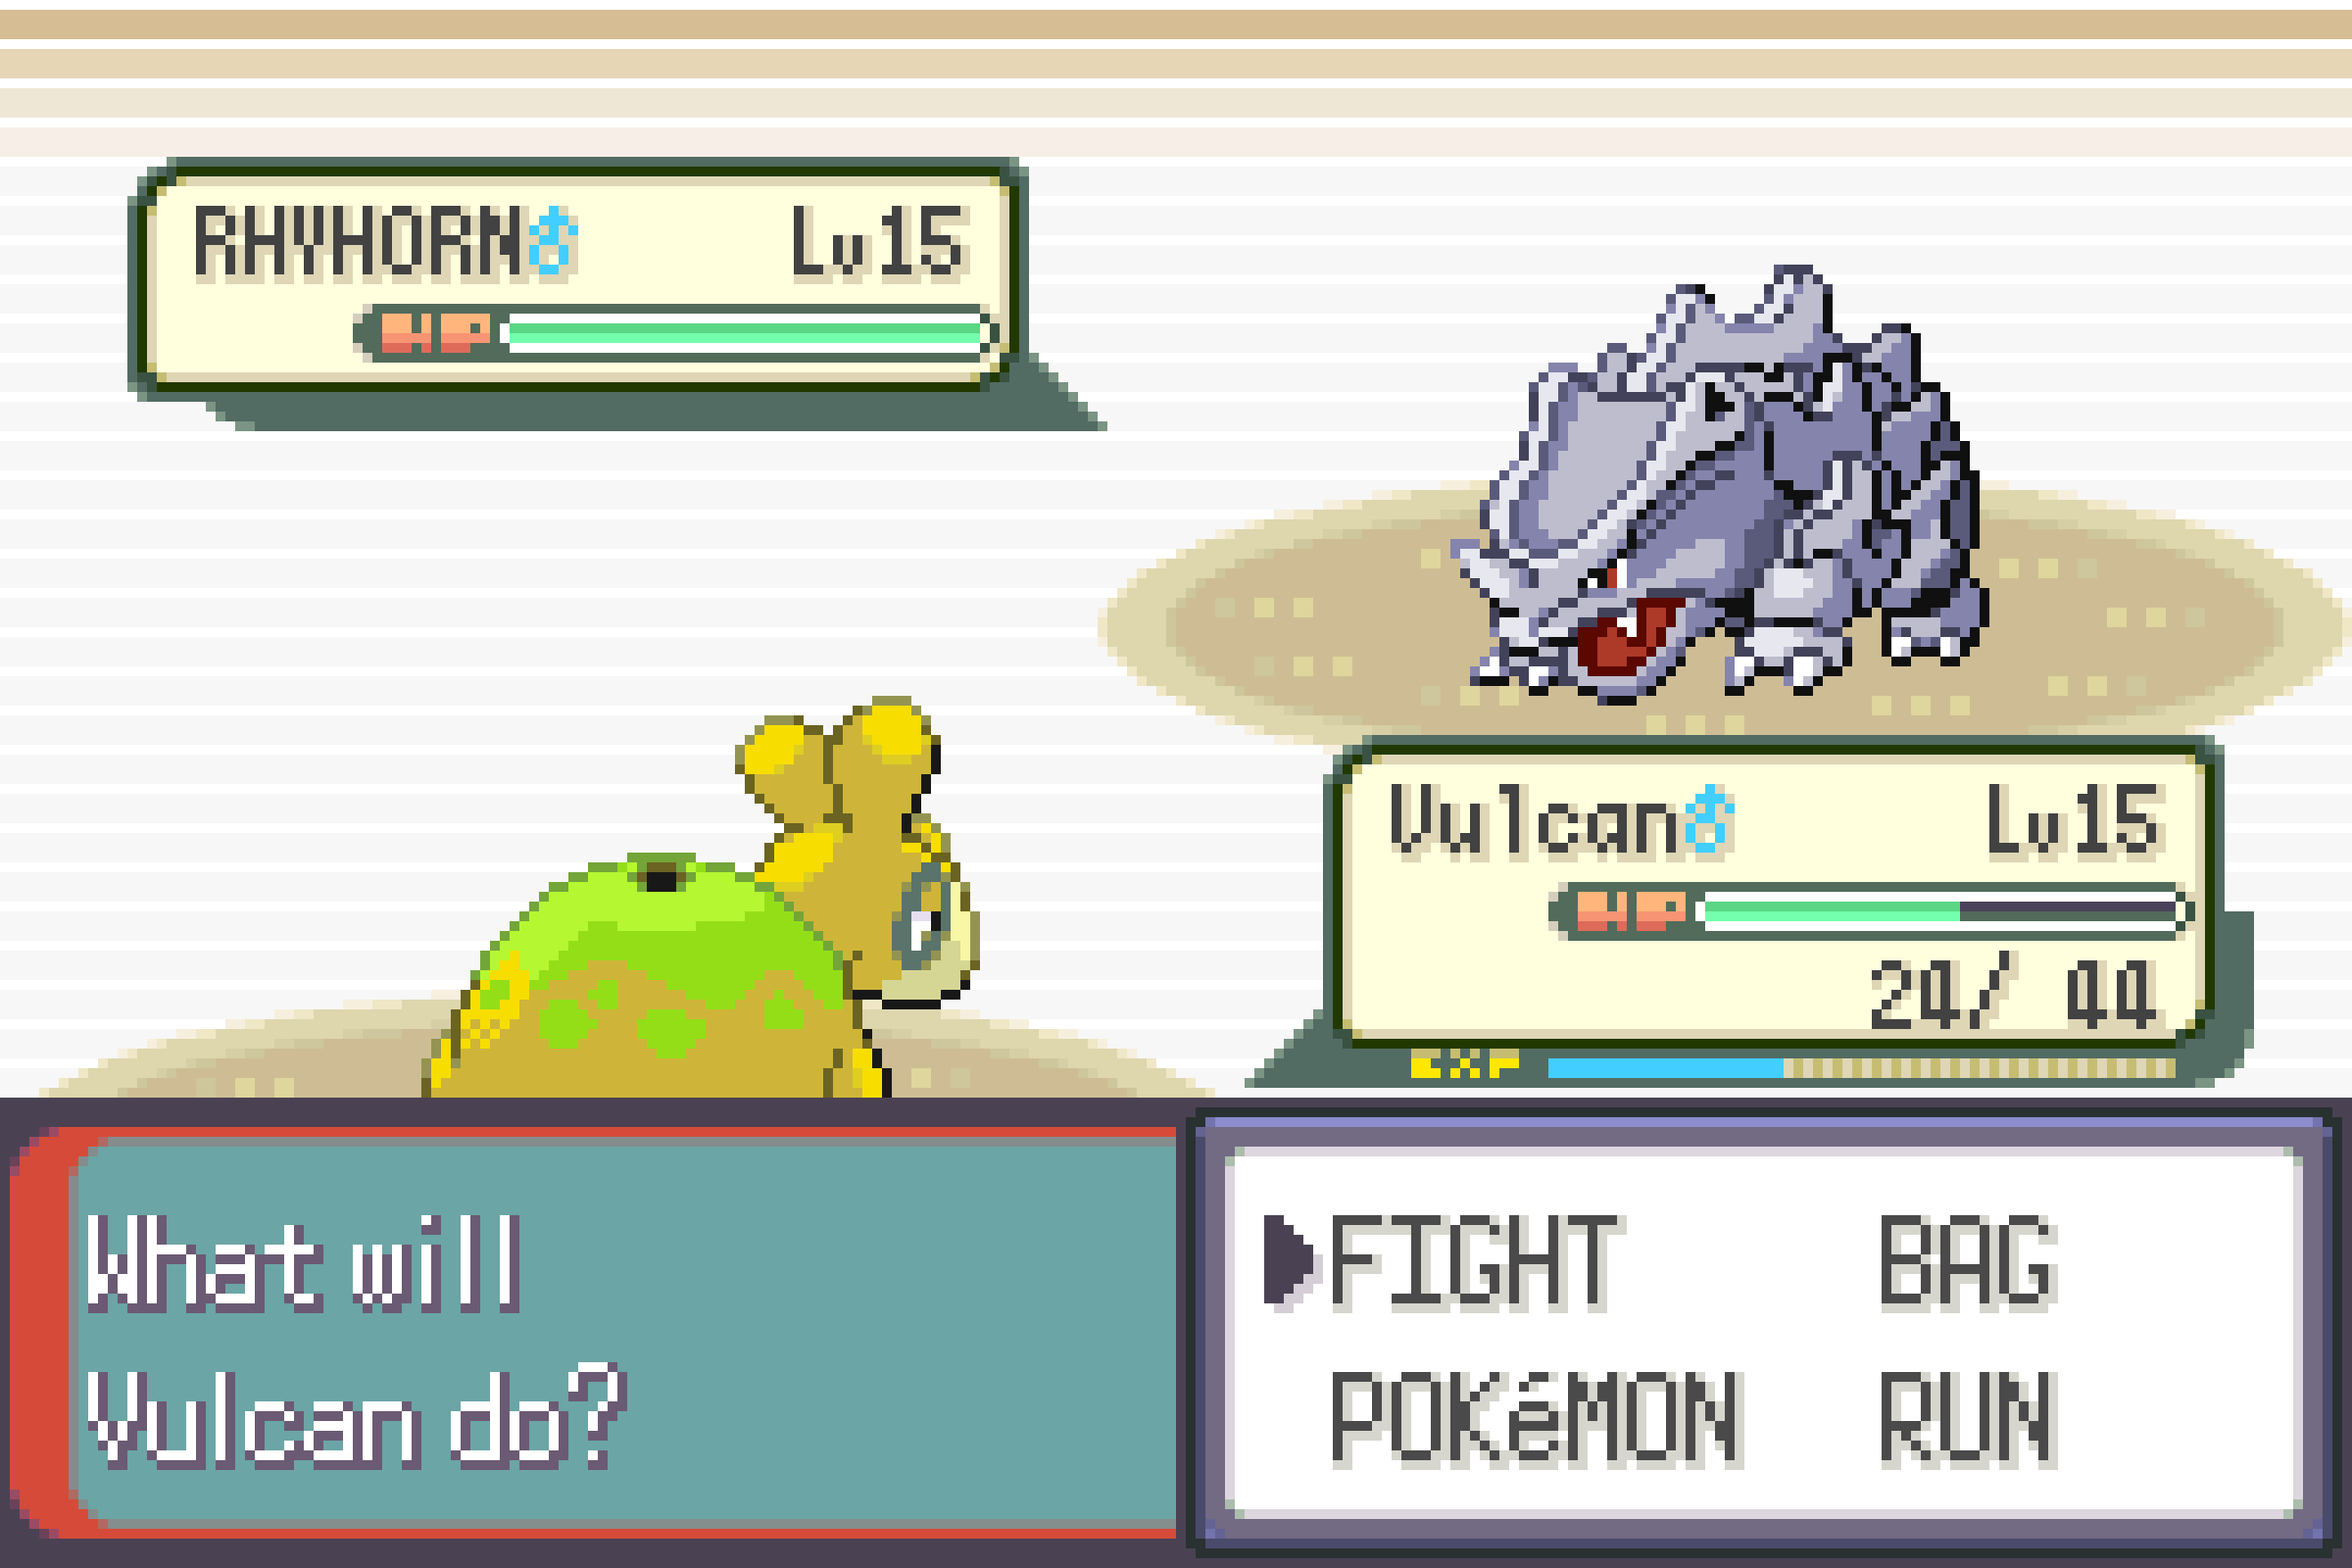 RHYHORN♂ Lv15
HP
Vulcan♂ Lv15
HP
24/ 44
EXP
What will
Vulcan do?
FIGHT BAG
POKéMON RUN